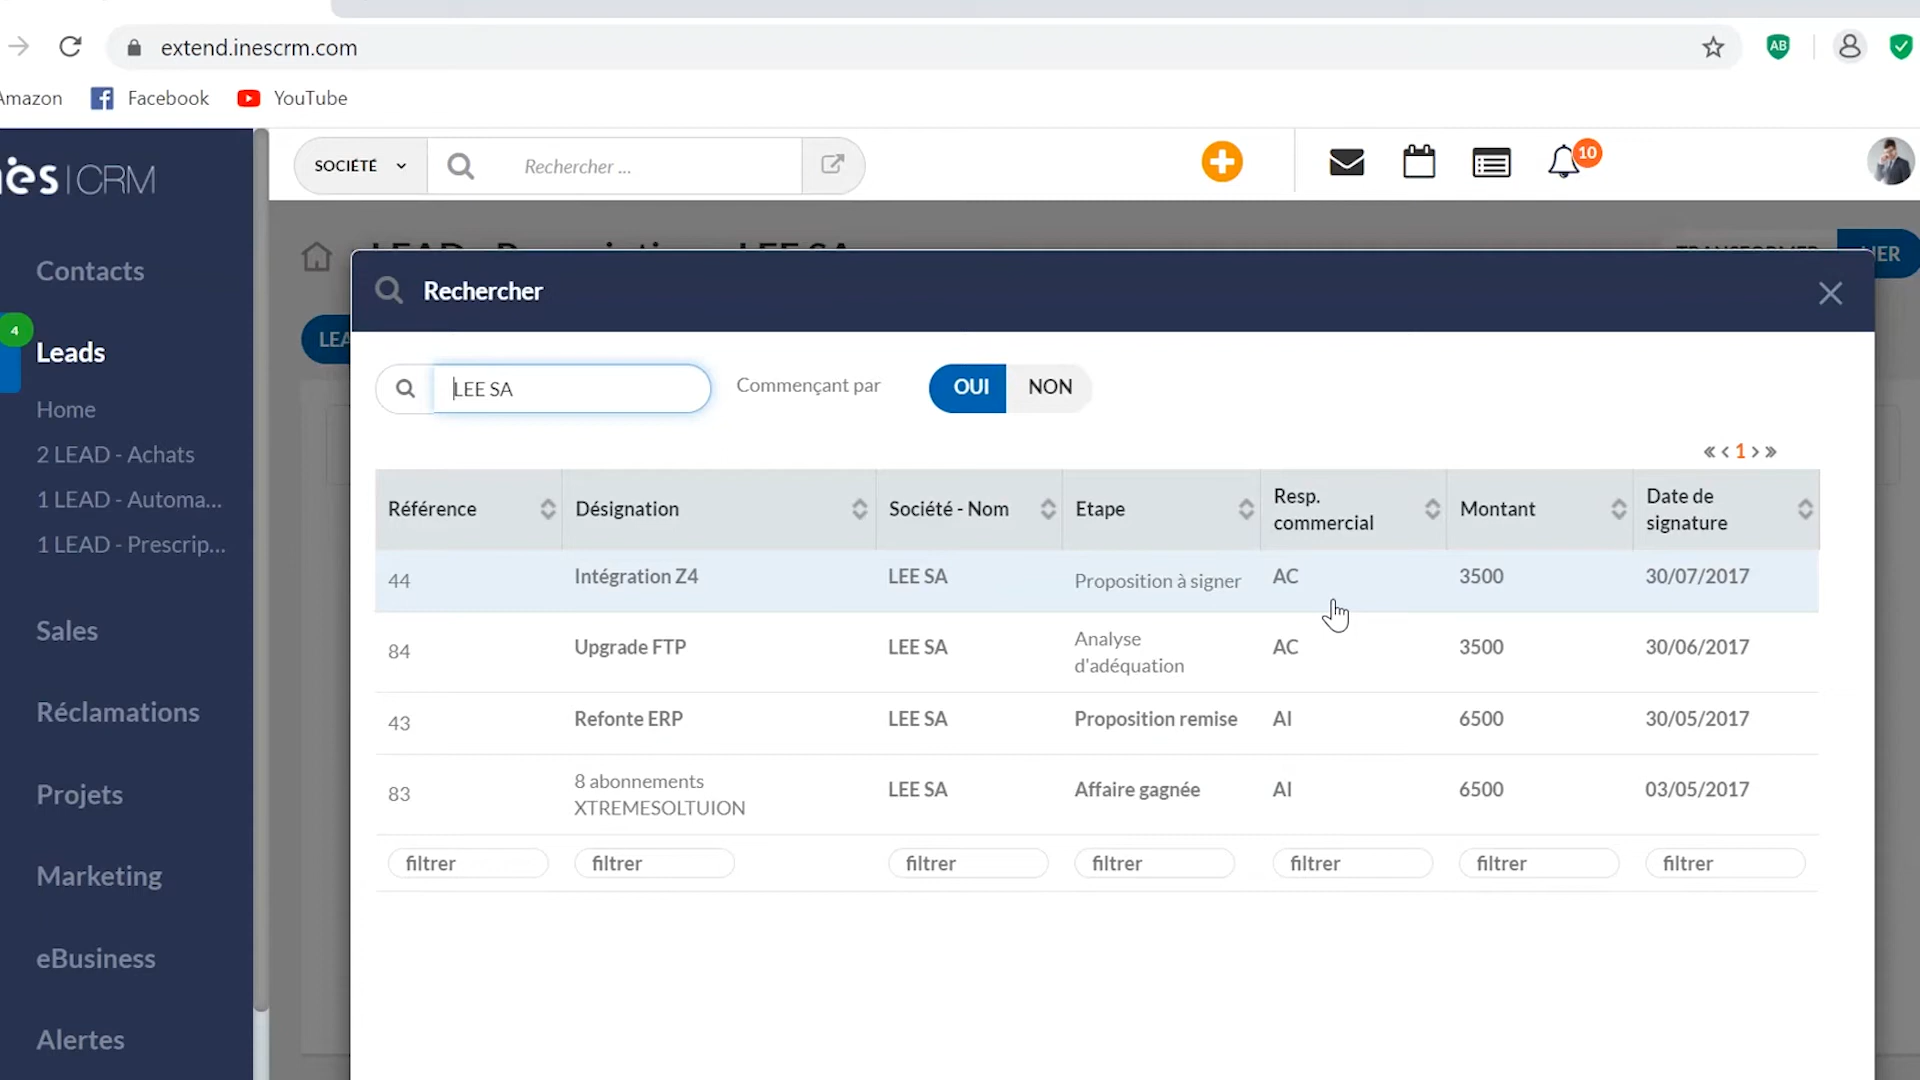 extend.inescrm.com
AB
Amazon
Facebook
YouTube
inès|CRM
SOCIÉTÉ
Rechercher ...
10
Contacts
4
Leads
Home
2 LEAD - Achats
1 LEAD - Automa...
1 LEAD - Prescrip...
Sales
Réclamations
Projets
Marketing
eBusiness
Alertes
LEA
Rechercher
LEE SA
Commençant par
OUI
NON
« ‹ 1 › »
Référence
Désignation
Société - Nom
Etape
Resp.
commercial
Montant
Date de
signature
44
Intégration Z4
LEE SA
Proposition à signer
AC
3500
30/07/2017
84
Upgrade FTP
LEE SA
Analyse
d'adéquation
AC
3500
30/06/2017
43
Refonte ERP
LEE SA
Proposition remise
AI
6500
30/05/2017
83
8 abonnements
XTREMESOLTUION
LEE SA
Affaire gagnée
AI
6500
03/05/2017
filtrer
filtrer
filtrer
filtrer
filtrer
filtrer
filtrer